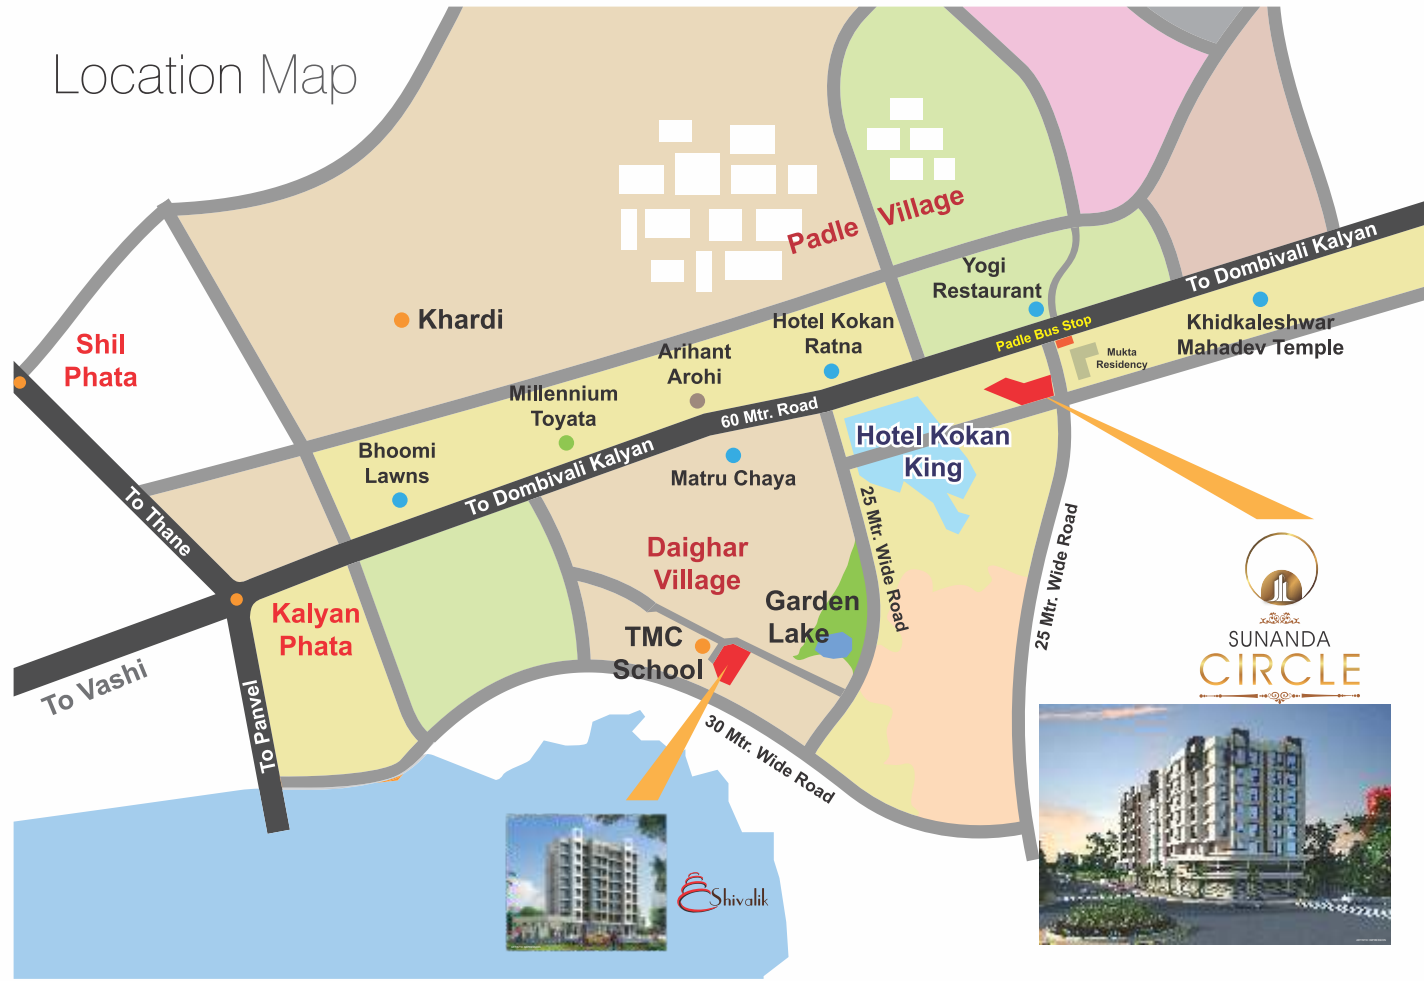 Location Map
Padle Village
Yogi
Restaurant
To Dombivali Kalyan
Khardi
Hotel Kokan
Ratna
Padle Bus Stop
Khidkaleshwar
Mahadev Temple
Shil
Phata
Arihant
Arohi
Mukta
Residency
Millennium
Toyata
60 Mtr. Road
Bhoomi
Lawns
To Dombivali Kalyan
Matru Chaya
Hotel Kokan
King
To Thane
25 Mtr. Wide Road
25 Mtr. Wide Road
Daighar
Village
Garden
Lake
Kalyan
Phata
TMC
School
SUNANDA
CIRCLE
To Vashi
To Panvel
30 Mtr. Wide Road
Shivalik